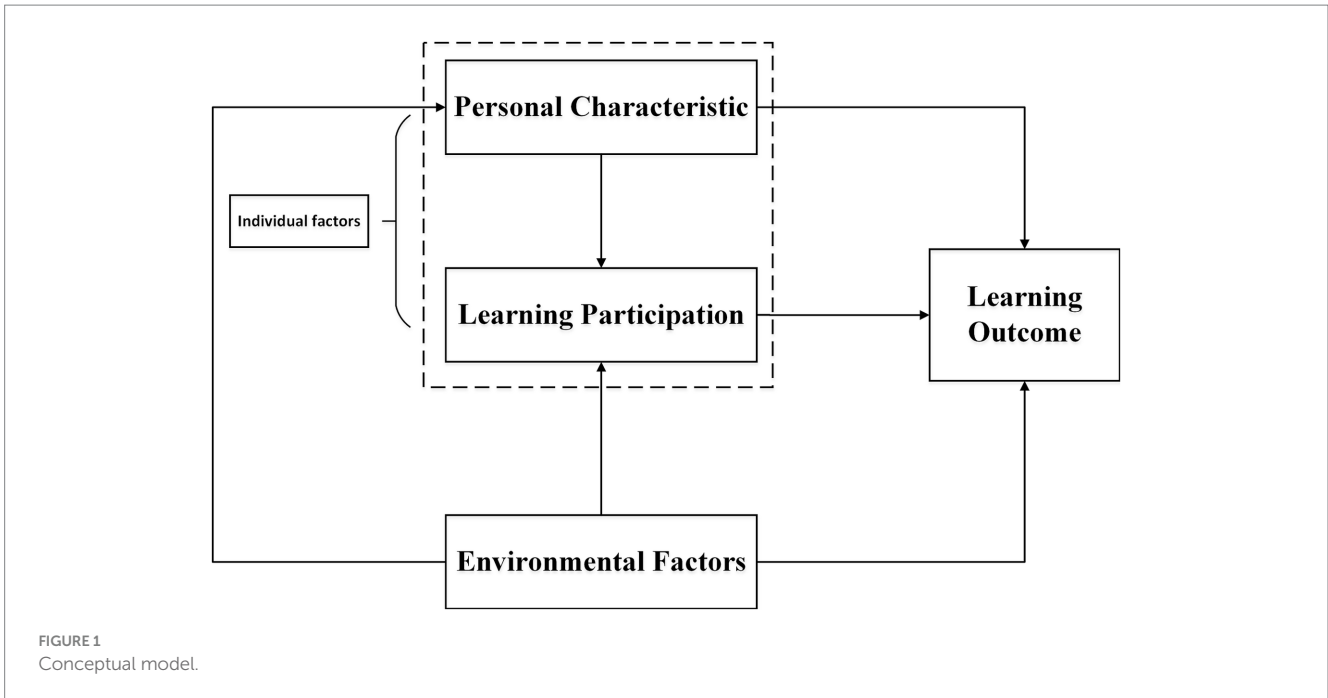 Personal Characteristic
Individual factors
Learning Participation
Learning
Outcome
Environmental Factors
FIGURE 1
Conceptual model.